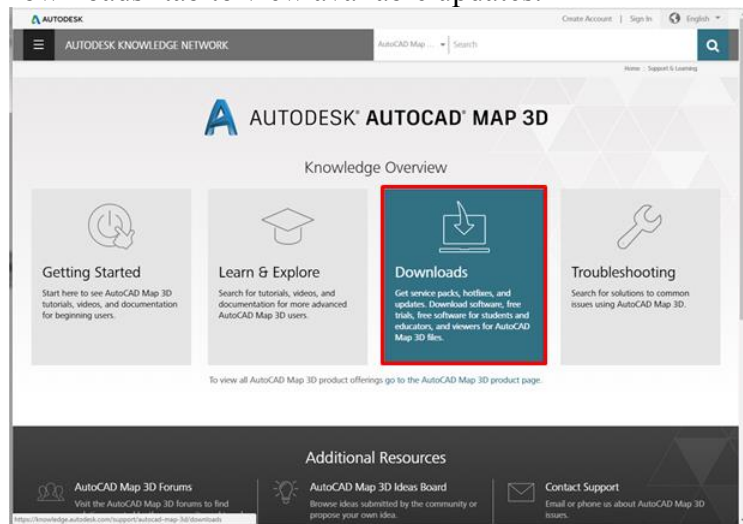 tab to view available updates.
AUTODESK
Create Account | Sign In English
AUTODESK KNOWLEDGE NETWORK
AutoCAD Map ... Search
Home Support & Learning
AUTODESK® AUTOCAD® MAP 3D
Knowledge Overview
Getting Started
Start here to see AutoCAD Map 3D
tutorials, videos, and documentation
for beginning users.
Learn & Explore
Search for tutorials, videos, and
documentation for more advanced
AutoCAD Map 3D users.
Downloads
Get service packs, hotfixes, and
updates. Download software, free
trials, free software for students and
educators, and viewers for AutoCAD
Map 3D files.
Troubleshooting
Search for solutions to common
issues using AutoCAD Map 3D.
To view all AutoCAD Map 3D product offerings go to the AutoCAD Map 3D product page.
Additional Resources
AutoCAD Map 3D Forums
Visit the AutoCAD Map 3D forums to find
AutoCAD Map 3D Ideas Board
Browse ideas submitted by the community or
propose your own idea.
Contact Support
Email or phone us about AutoCAD Map 3D
issues.
https://knowledge.autodesk.com/support/autocad-map-3d/downloads